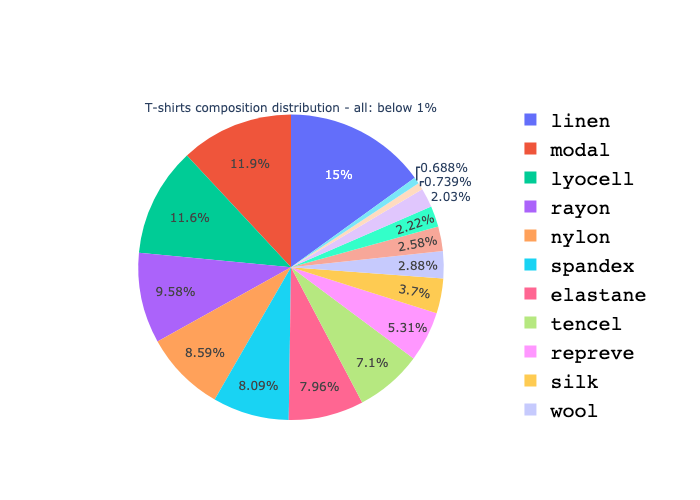 T-shirts composition distribution - all: below 1%
15%
11.9%
11.6%
9.58%
8.59%
8.09%
7.96%
7.1%
5.31%
3.7%
2.88%
2.58%
2.22%
2.03%
0.739%
0.688%
linen
modal
lyocell
rayon
nylon
spandex
elastane
tencel
repreve
silk
wool